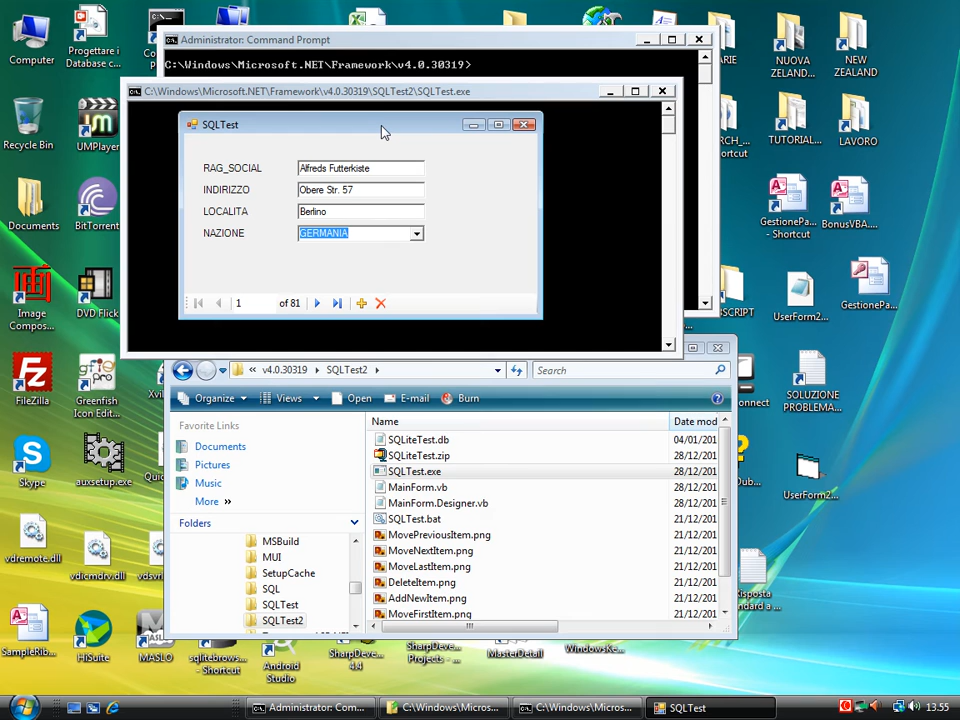 Computer
Progettare i
Database c...
Recycle Bin
UMPlayer
Documents
BitTorrent
Image
Compos...
DVD Flick
FileZilla
Greenfish
Icon Edit...
Skype
auxsetup.exe
vdremote.dll
vdicmdrv.dll
SampleRib...
HiSuite
MASLO
sqlitebrows...
- Shortcut
Android
Studio
SharpDeve...
4.4
SharpDeve...
Projects - ...
MasterDetail
WindowsKe...
Administrator: Command Prompt
C:\Windows\Microsoft.NET\Framework\v4.0.30319>
C:\Windows\Microsoft.NET\Framework\v4.0.30319\SQLTest2\SQLTest.exe
SQLTest
RAG_SOCIAL
Alfreds Futterkiste
INDIRIZZO
Obere Str. 57
LOCALITA
Berlino
NAZIONE
GERMANIA
1 of 81
« v4.0.30319 SQLTest2
Search
Organize Views Open E-mail Burn
Favorite Links
Documents
Pictures
Music
More »
Folders
MSBuild
MUI
SetupCache
SQL
SQLTest
SQLTest2
Name Date mod
SQLiteTest.db 04/01/201
SQLiteTest.zip 28/12/201
SQLTest.exe 28/12/201
MainForm.vb 28/12/201
MainForm.Designer.vb 28/12/201
SQLTest.bat 21/12/201
MovePreviousItem.png 21/12/201
MoveNextItem.png 21/12/201
MoveLastItem.png 21/12/201
DeleteItem.png 21/12/201
AddNewItem.png 21/12/201
MoveFirstItem.png 21/12/201
NUOVA
ZELAND...
NEW
ZEALAND
TUTORIAL...
LAVORO
GestionePa...
- Shortcut
BonusVBA....
UserForm2...
GestionePa...
SOLUZIONE
PROBLEMA...
UserForm2...
Administrator: Com...
C:\Windows\Micros...
C:\Windows\Micros...
SQLTest
13.55